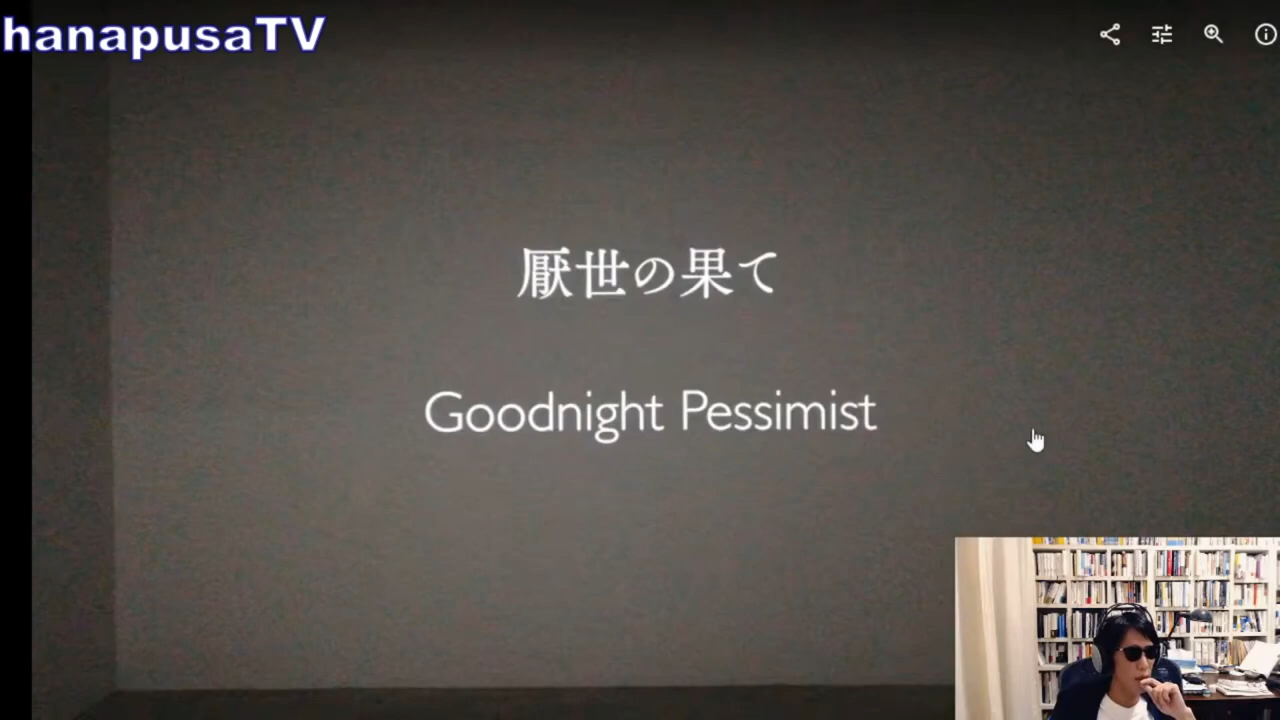 hanapusaTV
厭世の果て
Goodnight Pessimist